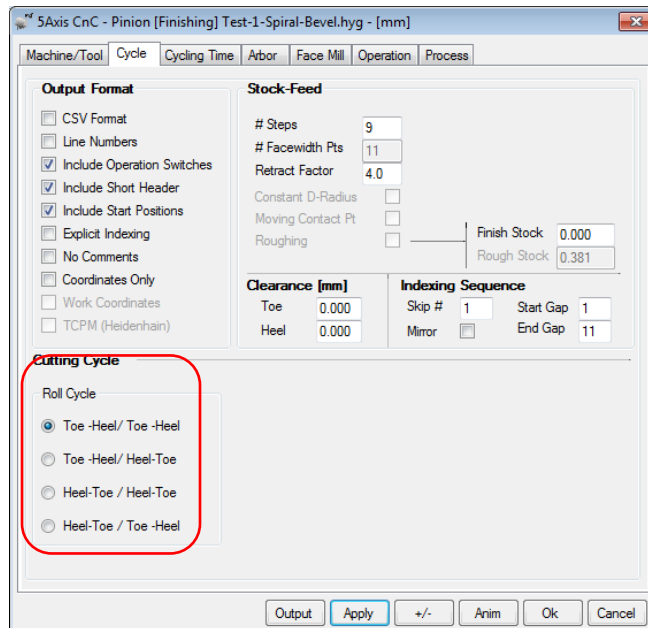 5Axis CnC - Pinion [Finishing] Test-1-Spiral-Bevel.hyg - [mm]
Machine/Tool Cycle Cycling Time Arbor Face Mill Operation Process
Output Format
CSV Format
Line Numbers
Include Operation Switches
Include Short Header
Include Start Positions
Explicit Indexing
No Comments
Coordinates Only
Work Coordinates
TCPM (Heidenhain)
Stock-Feed
# Steps 9
# Facewidth Pts 11
Retract Factor 4.0
Constant D-Radius
Moving Contact Pt
Roughing
Finish Stock 0.000
Rough Stock 0.381
Clearance [mm]
Toe 0.000
Heel 0.000
Indexing Sequence
Skip # 1 Start Gap 1
Mirror End Gap 11
Cutting Cycle
Roll Cycle
Toe -Heel/ Toe -Heel
Toe -Heel/ Heel-Toe
Heel-Toe / Heel-Toe
Heel-Toe / Toe -Heel
Output Apply +/- Anim Ok Cancel